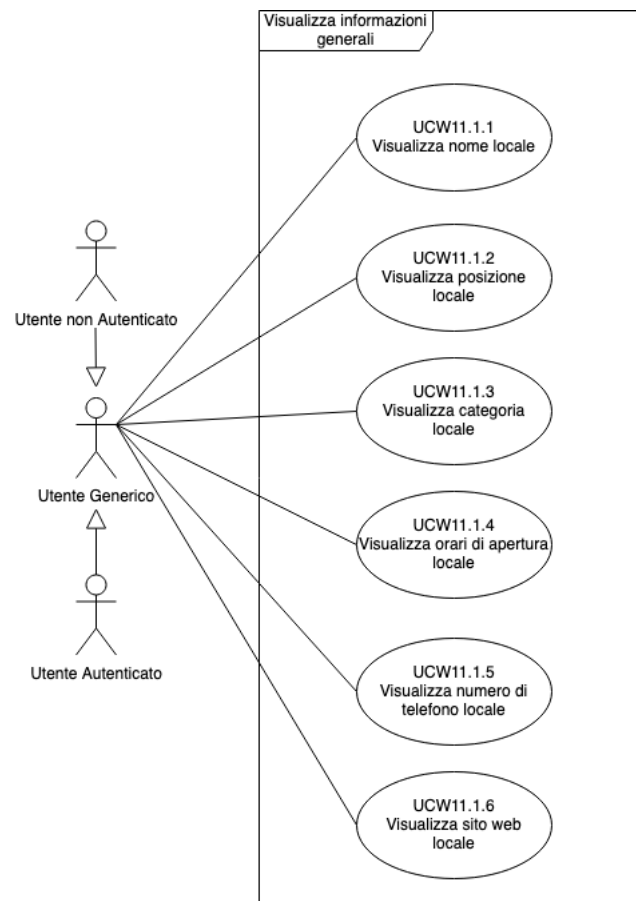 Visualizza informazioni
generali
UCW11.1.1
Visualizza nome locale
UCW11.1.2
Visualizza posizione
locale
Utente non Autenticato
UCW11.1.3
Visualizza categoria
locale
Utente Generico
UCW11.1.4
Visualizza orari di apertura
locale
Utente Autenticato
UCW11.1.5
Visualizza numero di
telefono locale
UCW11.1.6
Visualizza sito web
locale